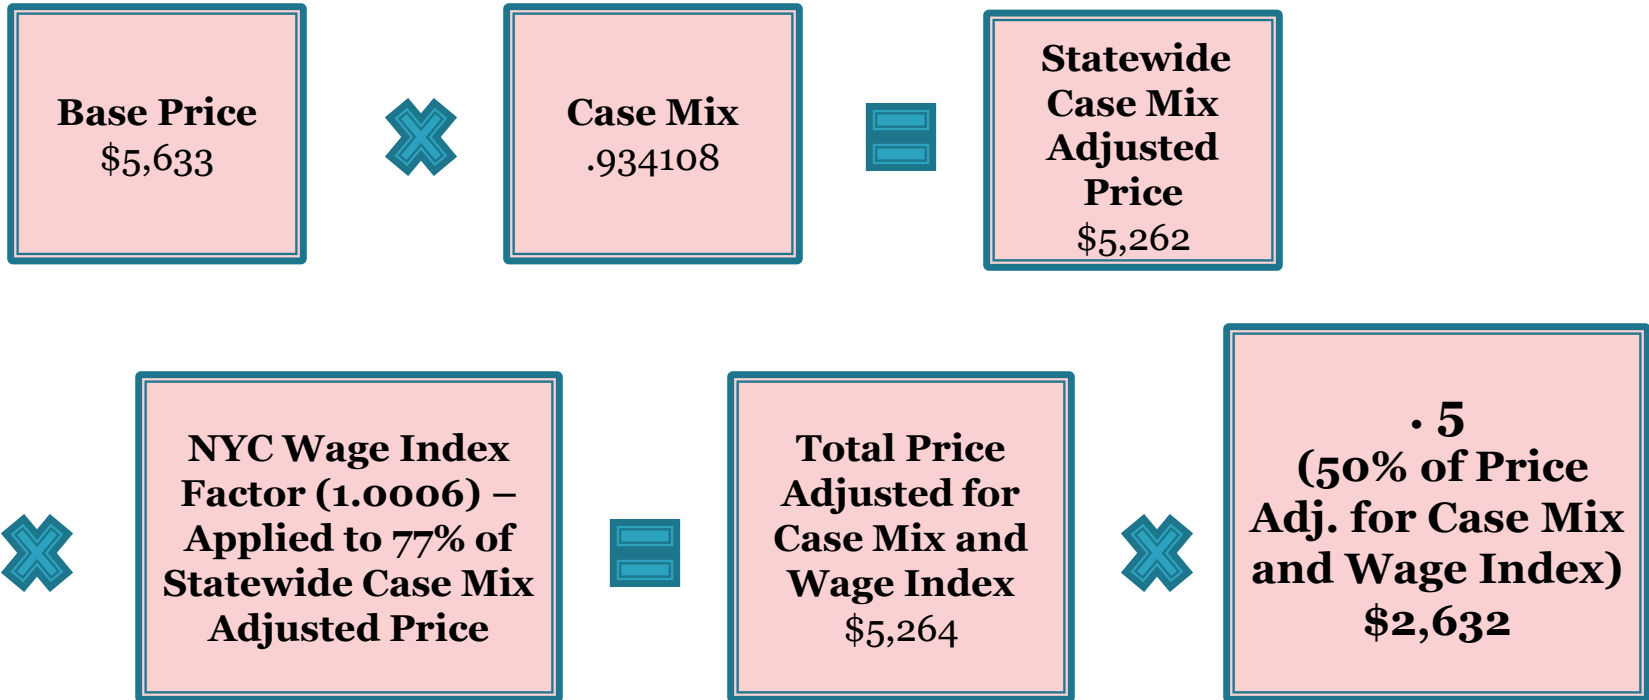 Base Price
$5,633
Case Mix
.934108
Statewide
Case Mix
Adjusted
Price
$5,262
NYC Wage Index
Factor (1.0006) –
Applied to 77% of
Statewide Case Mix
Adjusted Price
Total Price
Adjusted for
Case Mix and
Wage Index
$5,264
. 5
(50% of Price
Adj. for Case Mix
and Wage Index)
$2,632